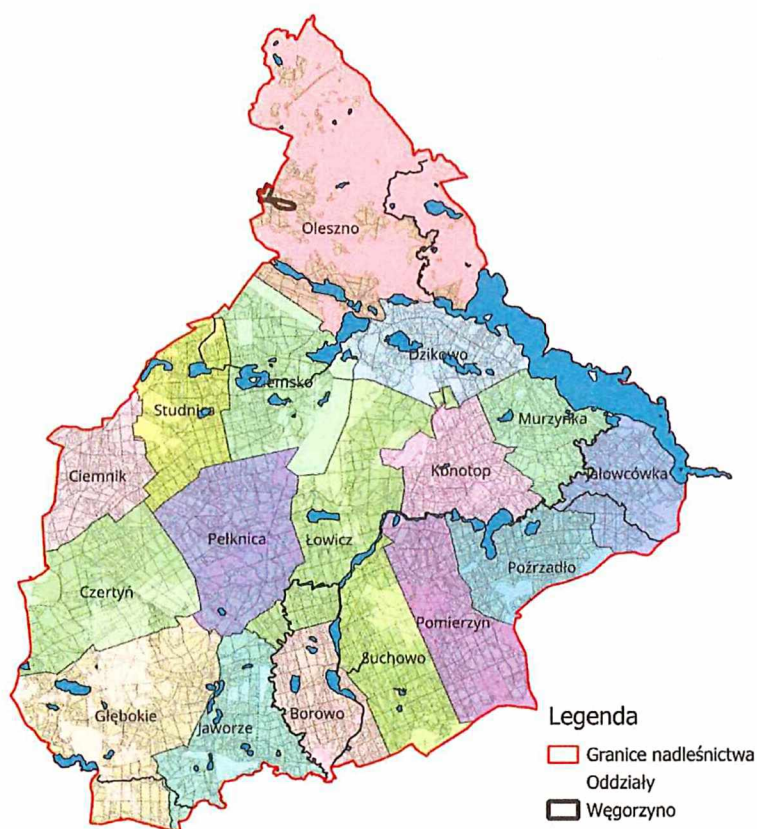 Oleszno
Dzikowo
Ziemsko
Studnica
Murzynka
Ciemnik
Konotop
Jałowcówka
Pełknica
Łowicz
Poźrzadło
Czertyń
Pomierzyn
Suchowo
Głębokie
Borowo
Jaworze
Legenda
Granice nadleśnictwa
Oddziały
Węgorzyno